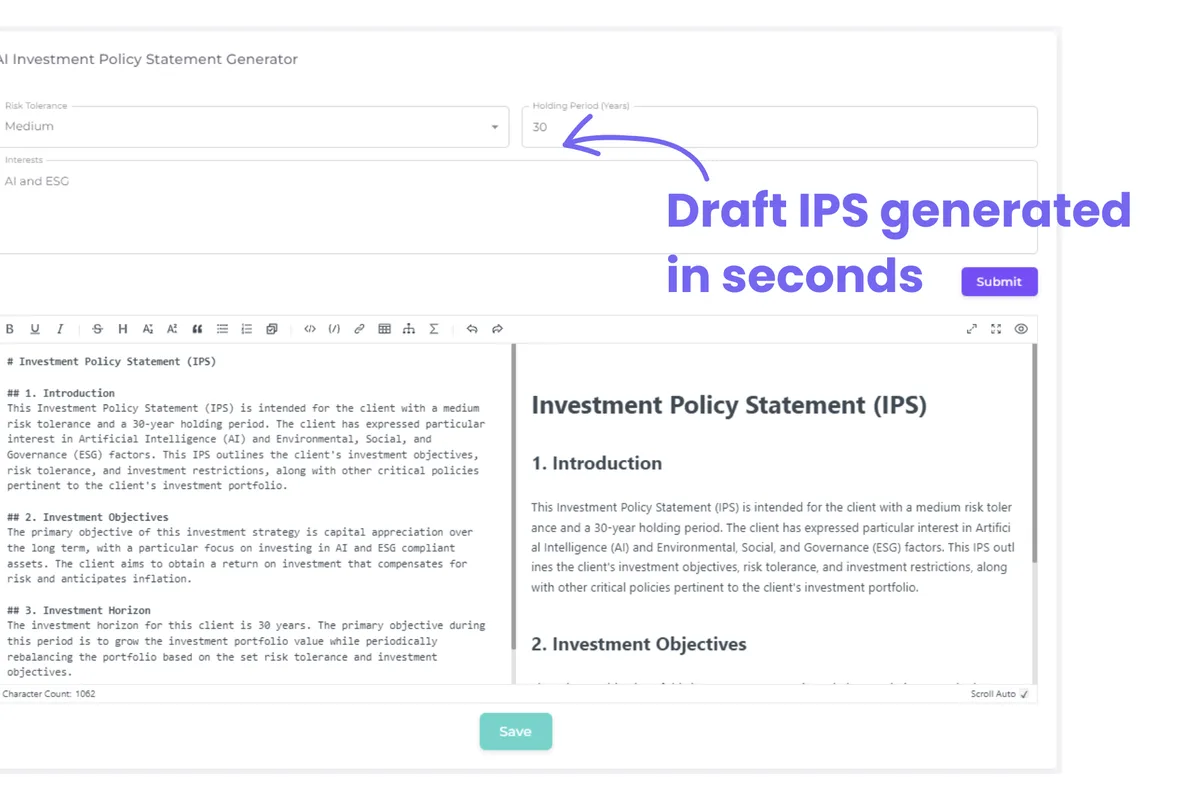 AI Investment Policy Statement Generator
Risk Tolerance
Holding Period (Years)
Medium
30
Interests
AI and ESG
Draft IPS generated
in seconds
Submit
# Investment Policy Statement (IPS)
## 1. Introduction
This Investment Policy Statement (IPS) is intended for the client with a medium
risk tolerance and a 30-year holding period. The client has expressed particular
interest in Artificial Intelligence (AI) and Environmental, Social, and
Governance (ESG) factors. This IPS outlines the client's investment objectives,
risk tolerance, and investment restrictions, along with other critical policies
pertinent to the client's investment portfolio.
## 2. Investment Objectives
The primary objective of this investment strategy is capital appreciation over
the long term, with a particular focus on investing in AI and ESG compliant
assets. The client aims to obtain a return on investment that compensates for
risk and anticipates inflation.
## 3. Investment Horizon
The investment horizon for this client is 30 years. The primary objective during
this period is to grow the investment portfolio value while periodically
rebalancing the portfolio based on the set risk tolerance and investment
objectives.
Investment Policy Statement (IPS)
1. Introduction
This Investment Policy Statement (IPS) is intended for the client with a medium risk toler
ance and a 30-year holding period. The client has expressed particular interest in Artifici
al Intelligence (AI) and Environmental, Social, and Governance (ESG) factors. This IPS outl
ines the client's investment objectives, risk tolerance, and investment restrictions, along
with other critical policies pertinent to the client's investment portfolio.
2. Investment Objectives
Character Count: 1062
Scroll Auto
Save